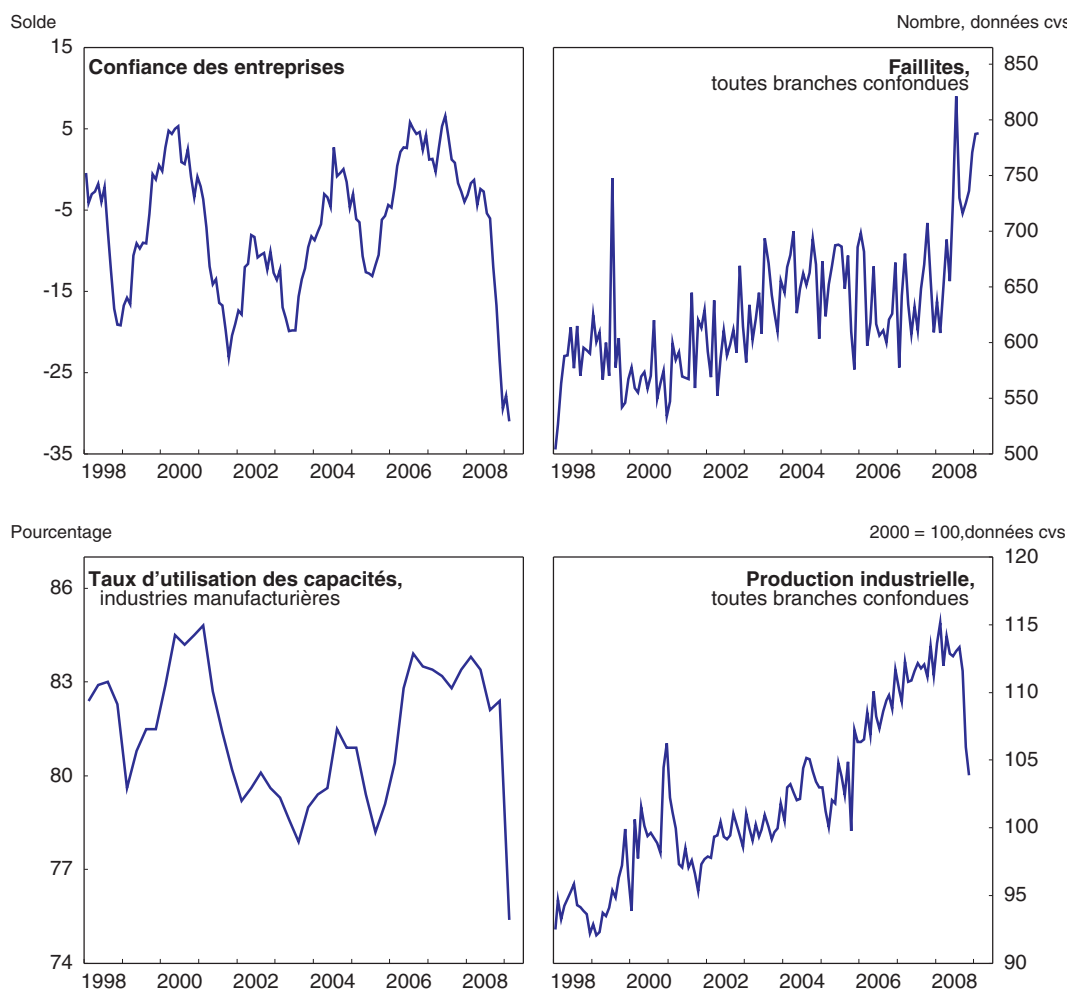 Solde
Nombre, données cvs
15
5
-5
-15
-25
-35
Confiance des entreprises
1998 2000 2002 2004 2006 2008
Faillites,
toutes branches confondues
850
800
750
700
650
600
550
500
1998 2000 2002 2004 2006 2008
Pourcentage
2000 = 100,données cvs
86
83
80
77
74
Taux d'utilisation des capacités,
industries manufacturières
1998 2000 2002 2004 2006 2008
Production industrielle,
toutes branches confondues
120
115
110
105
100
95
90
1998 2000 2002 2004 2006 2008